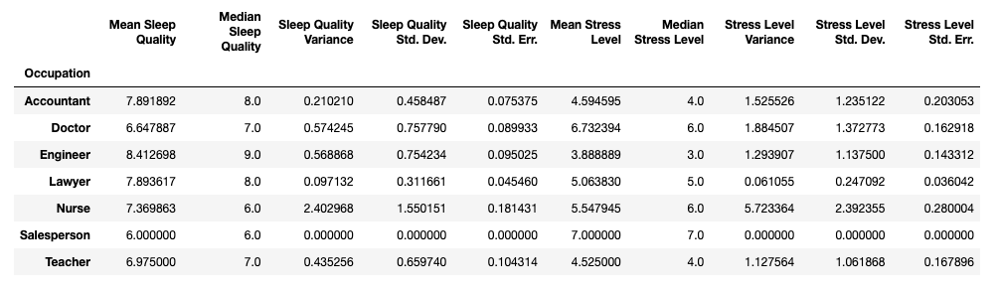 Mean Sleep Quality Median Sleep Quality Sleep Quality Variance Sleep Quality Std. Dev. Sleep Quality Std. Err. Mean Stress Level Median Stress Level Stress Level Variance Stress Level Std. Dev. Stress Level Std. Err.
Occupation
Accountant 7.891892 8.0 0.210210 0.458487 0.075375 4.594595 4.0 1.525526 1.235122 0.203053
Doctor 6.647887 7.0 0.574245 0.757790 0.089933 6.732394 6.0 1.884507 1.372773 0.162918
Engineer 8.412698 9.0 0.568868 0.754234 0.095025 3.888889 3.0 1.293907 1.137500 0.143312
Lawyer 7.893617 8.0 0.097132 0.311661 0.045460 5.063830 5.0 0.061055 0.247092 0.036042
Nurse 7.369863 6.0 2.402968 1.550151 0.181431 5.547945 6.0 5.723364 2.392355 0.280004
Salesperson 6.000000 6.0 0.000000 0.000000 0.000000 7.000000 7.0 0.000000 0.000000 0.000000
Teacher 6.975000 7.0 0.435256 0.659740 0.104314 4.525000 4.0 1.127564 1.061868 0.167896